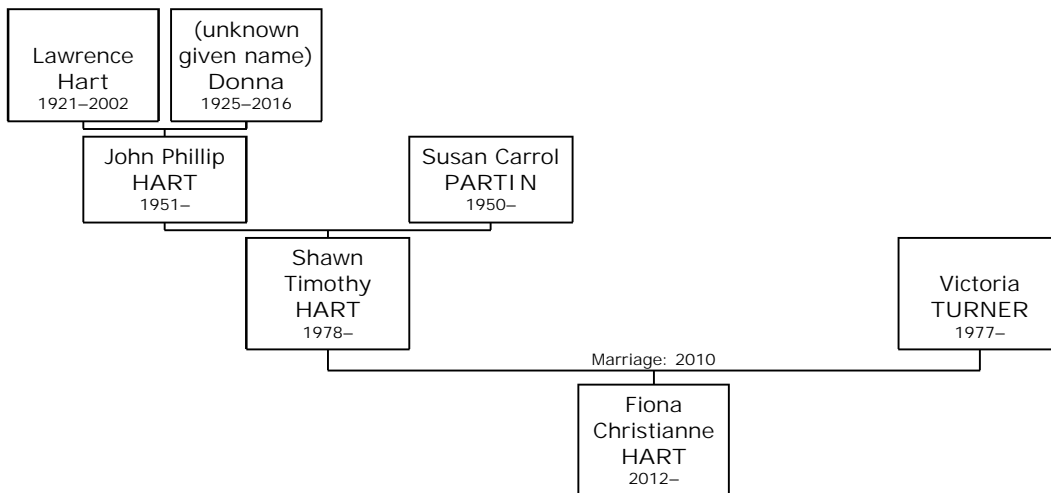 Lawrence
Hart
1921–2002
(unknown
given name)
Donna
1925–2016
John Phillip
HART
1951–
Susan Carrol
PARTIN
1950–
Shawn
Timothy
HART
1978–
Victoria
TURNER
1977–
Marriage: 2010
Fiona
Christianne
HART
2012–